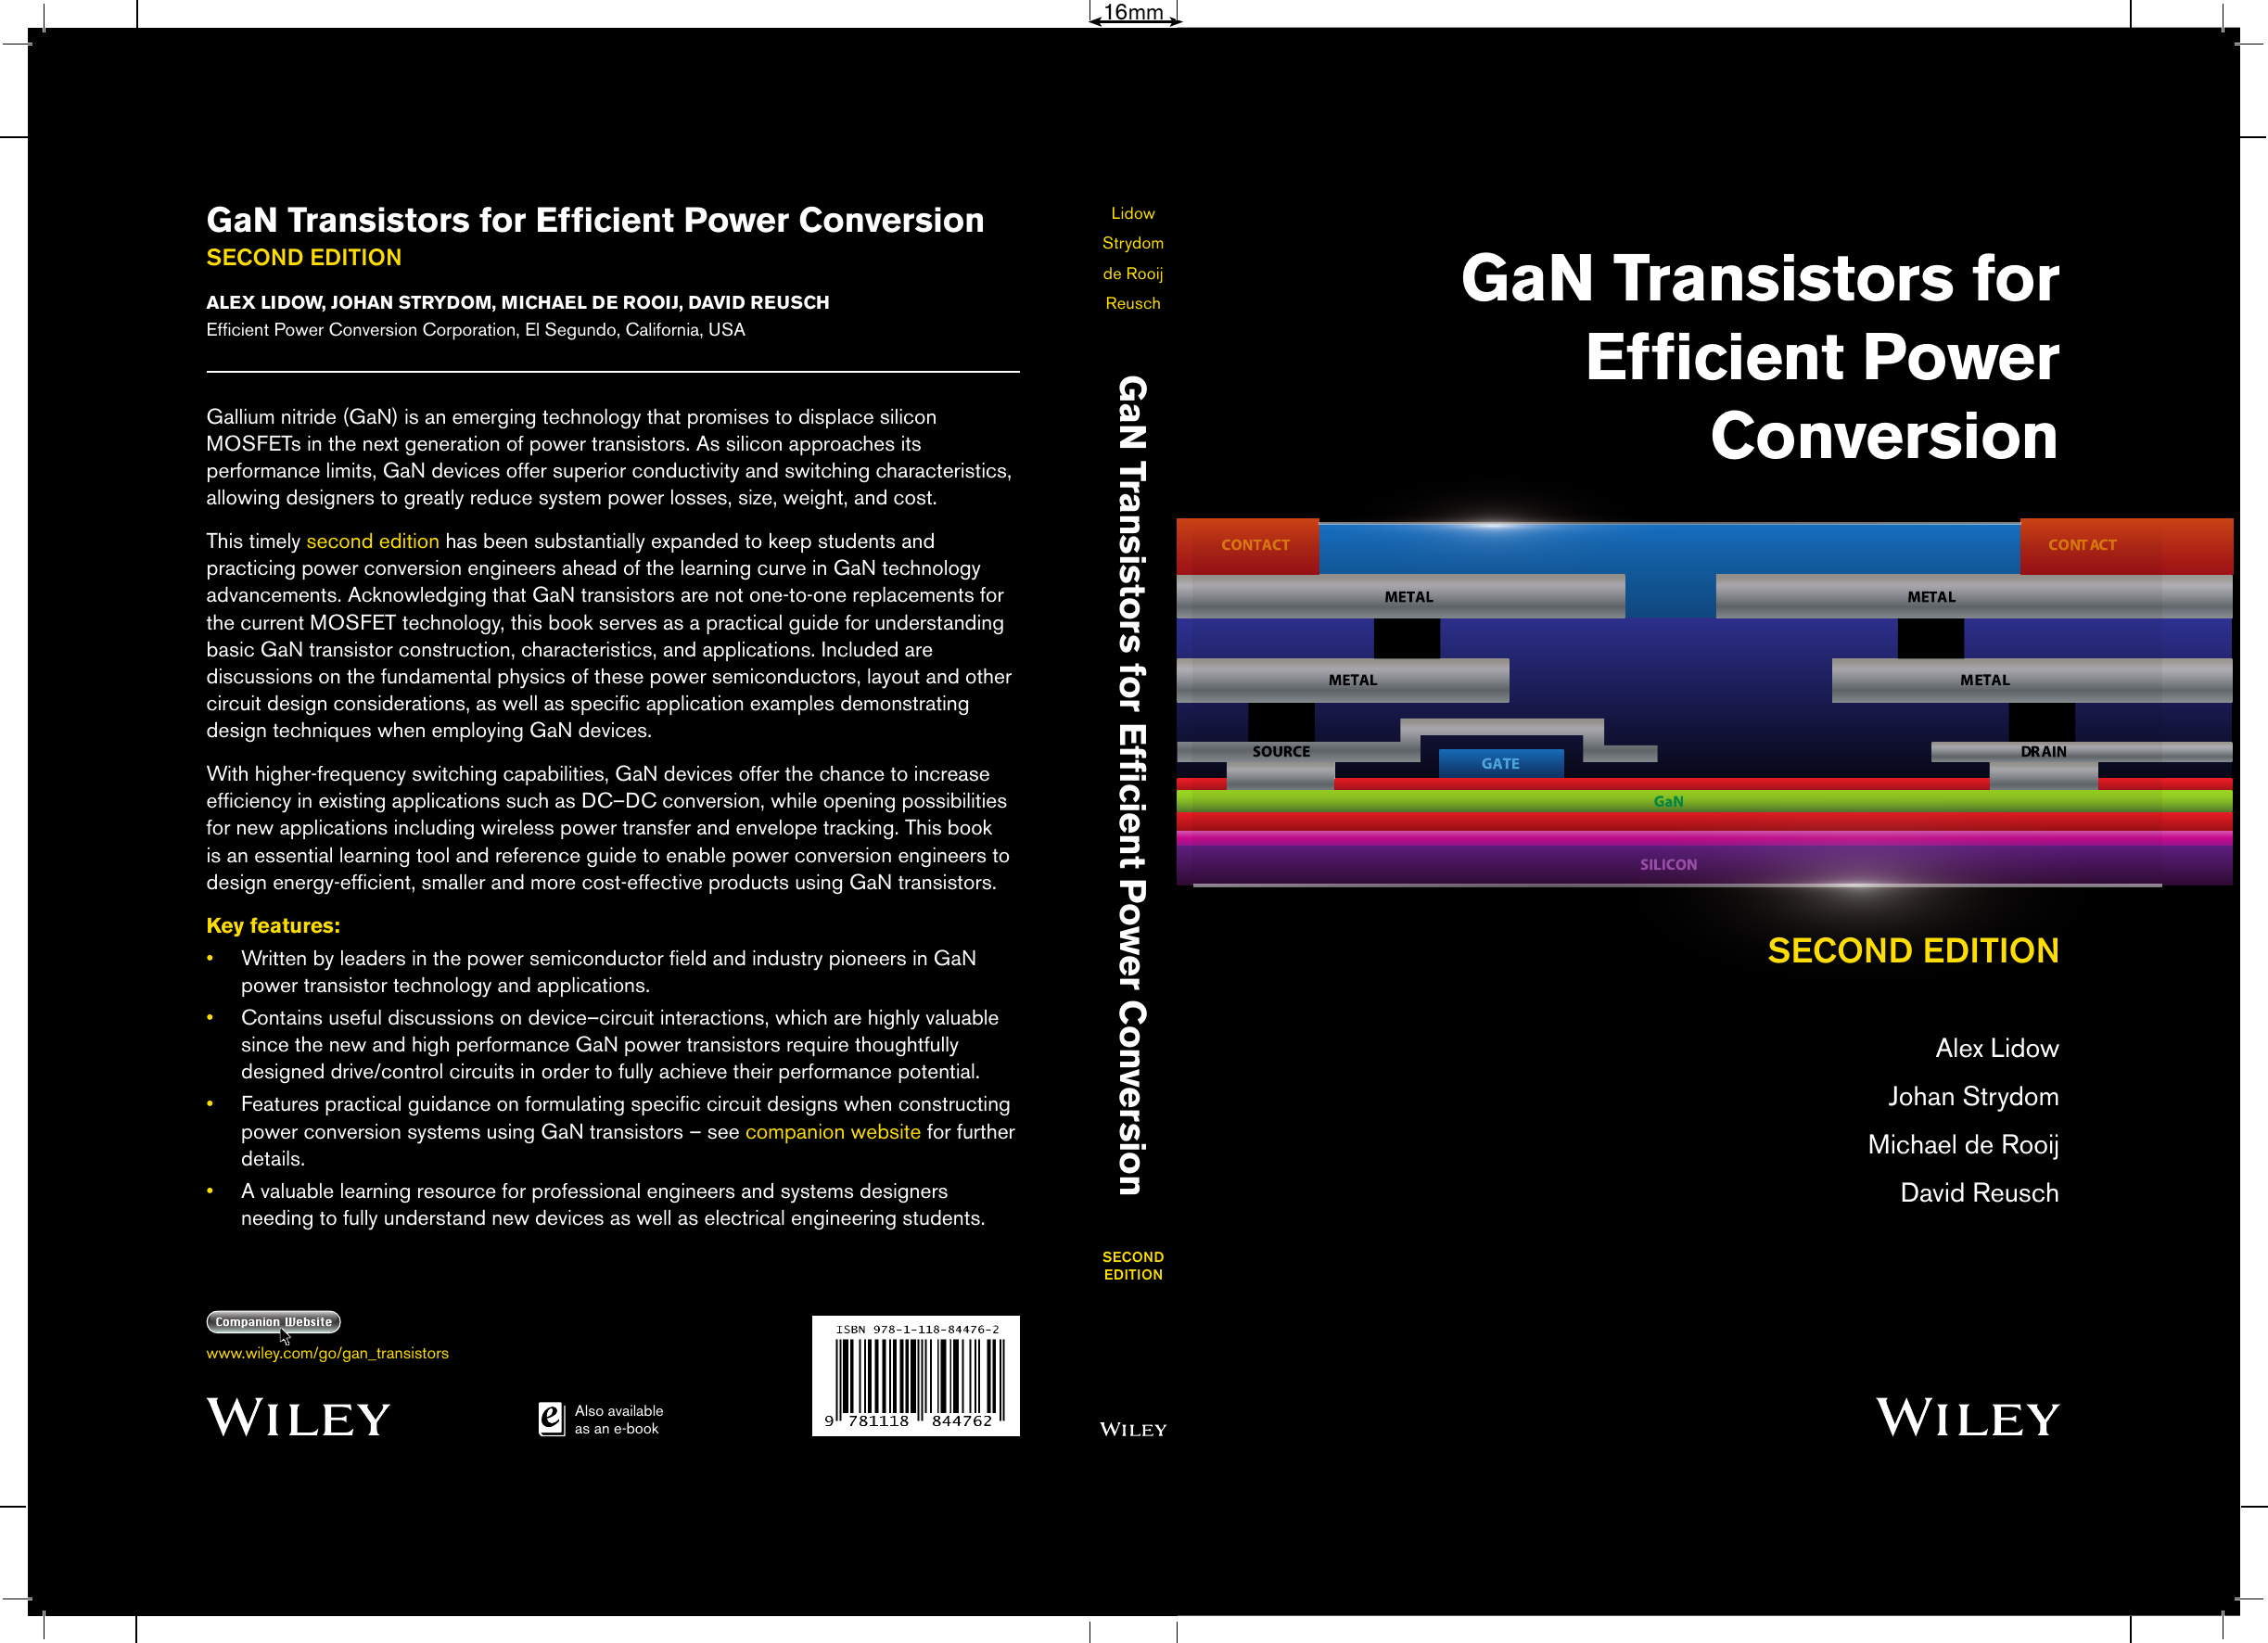 16mm
GaN Transistors for Efficient Power Conversion
SECOND EDITION
ALEX LIDOW, JOHAN STRYDOM, MICHAEL DE ROOIJ, DAVID REUSCH
Efficient Power Conversion Corporation, El Segundo, California, USA
Gallium nitride (GaN) is an emerging technology that promises to displace silicon
MOSFETs in the next generation of power transistors. As silicon approaches its
performance limits, GaN devices offer superior conductivity and switching characteristics,
allowing designers to greatly reduce system power losses, size, weight, and cost.
This timely second edition has been substantially expanded to keep students and
practicing power conversion engineers ahead of the learning curve in GaN technology
advancements. Acknowledging that GaN transistors are not one-to-one replacements for
the current MOSFET technology, this book serves as a practical guide for understanding
basic GaN transistor construction, characteristics, and applications. Included are
discussions on the fundamental physics of these power semiconductors, layout and other
circuit design considerations, as well as specific application examples demonstrating
design techniques when employing GaN devices.
With higher-frequency switching capabilities, GaN devices offer the chance to increase
efficiency in existing applications such as DC–DC conversion, while opening possibilities
for new applications including wireless power transfer and envelope tracking. This book
is an essential learning tool and reference guide to enable power conversion engineers to
design energy-efficient, smaller and more cost-effective products using GaN transistors.
Key features:
• Written by leaders in the power semiconductor field and industry pioneers in GaN
power transistor technology and applications.
• Contains useful discussions on device–circuit interactions, which are highly valuable
since the new and high performance GaN power transistors require thoughtfully
designed drive/control circuits in order to fully achieve their performance potential.
• Features practical guidance on formulating specific circuit designs when constructing
power conversion systems using GaN transistors – see companion website for further
details.
• A valuable learning resource for professional engineers and systems designers
needing to fully understand new devices as well as electrical engineering students.
Companion Website
www.wiley.com/go/gan_transistors
WILEY
e
Also available
as an e-book
ISBN 978-1-118-84476-2
9 781118 844762
Lidow
Strydom
de Rooij
Reusch
GaN Transistors for Efficient Power Conversion
SECOND
EDITION
WILEY
GaN Transistors for
Efficient Power
Conversion
CONTACT CONTACT
METAL METAL
METAL METAL
SOURCE DRAIN
GATE
GaN
SILICON
SECOND EDITION
Alex Lidow
Johan Strydom
Michael de Rooij
David Reusch
WILEY